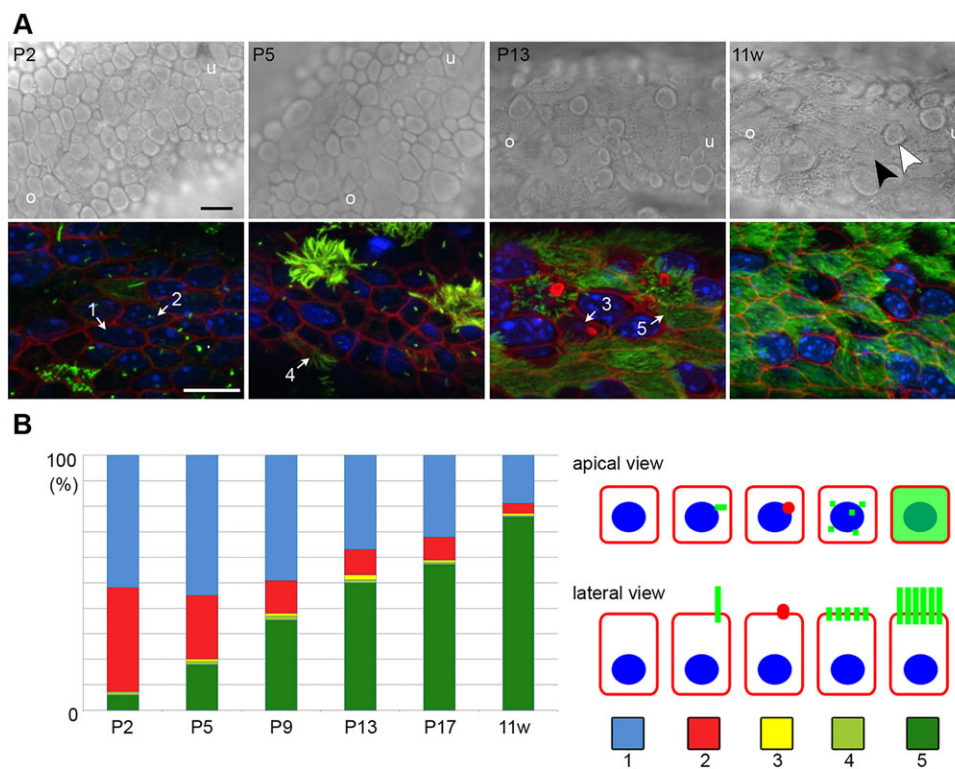 A
P2 P5 P13 11w
u u
o u o u
o o
1 2 3 5
4
B
100
(%)
0
P2 P5 P9 P13 P17 11w
apical view
lateral view
1 2 3 4 5